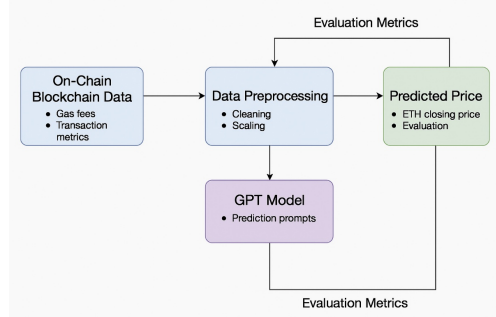 Evaluation Metrics
On-Chain
Blockchain Data
• Gas fees
• Transaction
metrics
Data Preprocessing
• Cleaning
• Scaling
Predicted Price
• ETH closing price
• Evaluation
GPT Model
• Prediction prompts
Evaluation Metrics